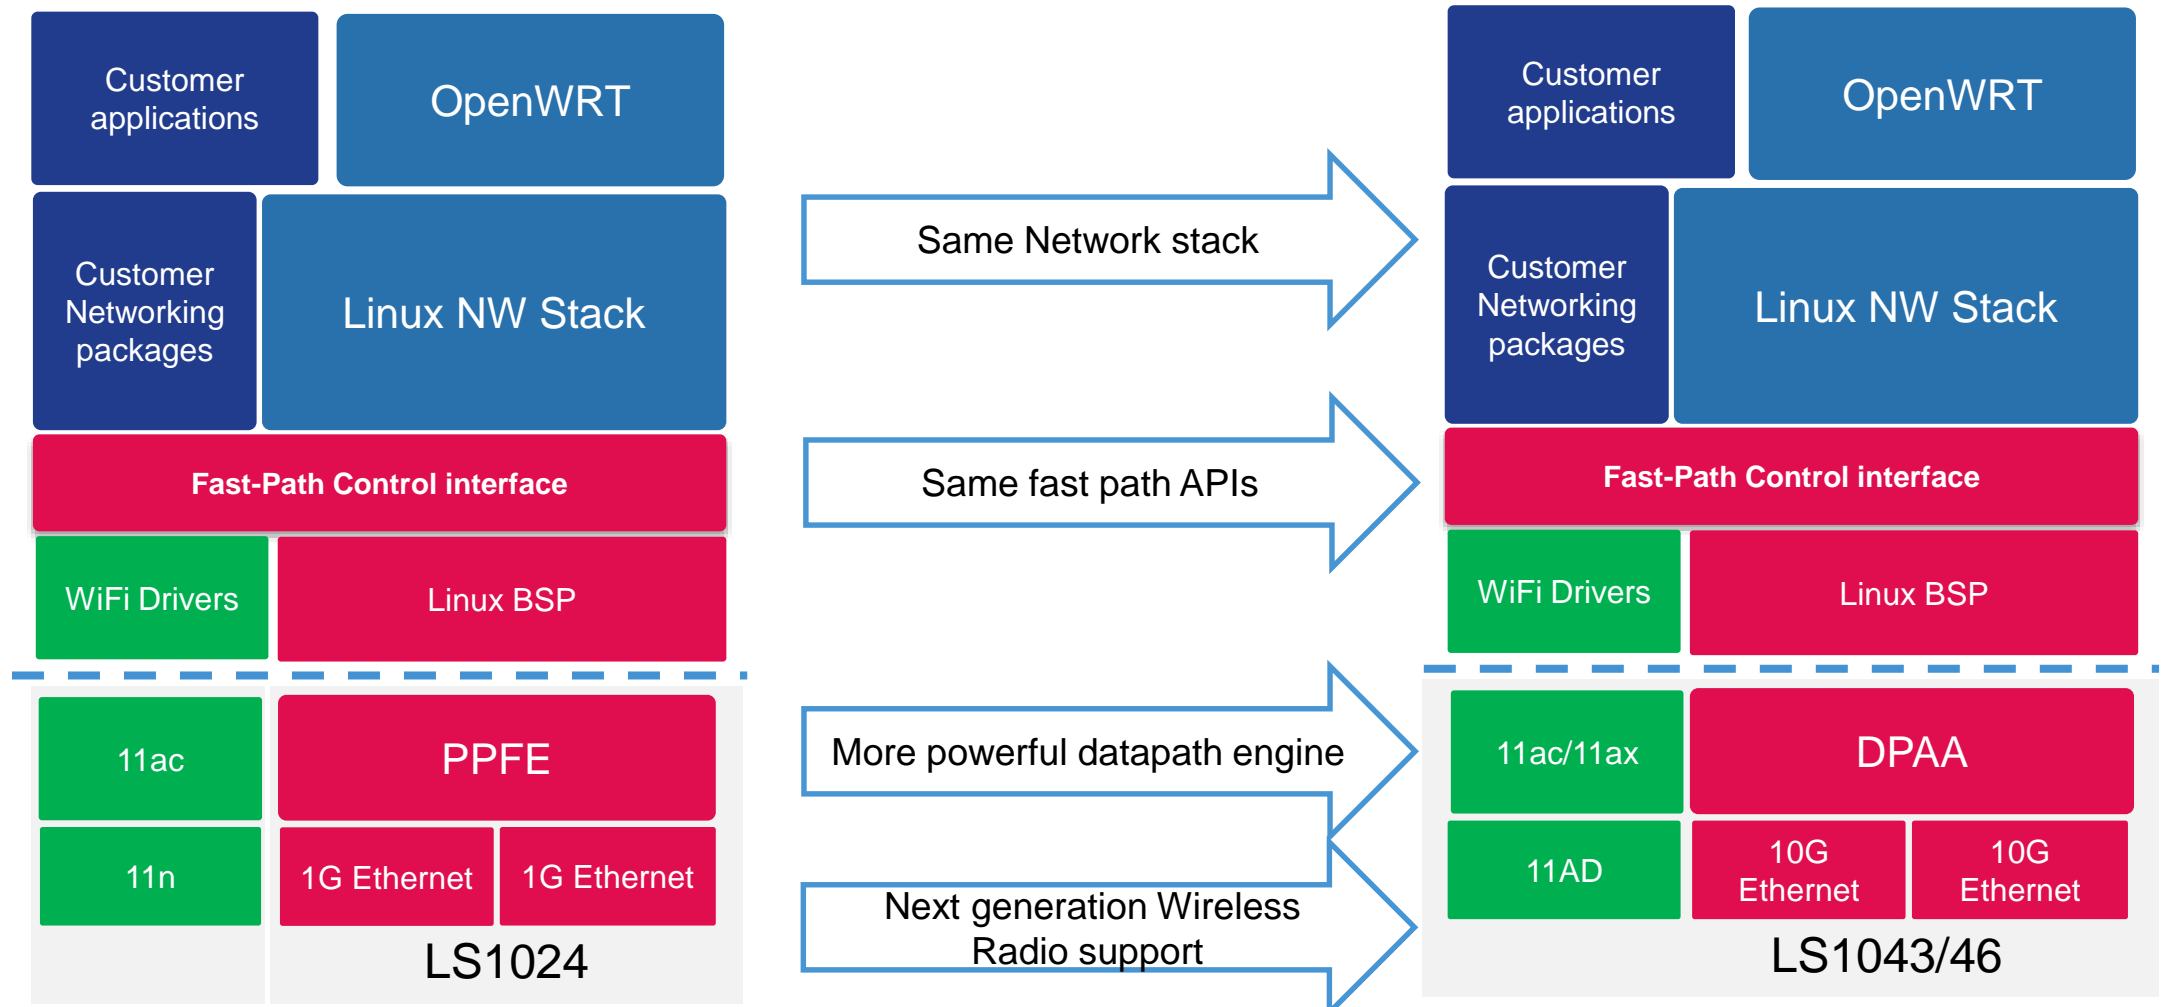 Customer
applications
OpenWRT
Customer
Networking
packages
Linux NW Stack
Fast-Path Control interface
WiFi Drivers
Linux BSP
11ac
PPFE
11n
1G Ethernet
1G Ethernet
LS1024
Same Network stack
Same fast path APIs
More powerful datapath engine
Next generation Wireless
Radio support
Customer
applications
OpenWRT
Customer
Networking
packages
Linux NW Stack
Fast-Path Control interface
WiFi Drivers
Linux BSP
11ac/11ax
DPAA
11AD
10G
Ethernet
10G
Ethernet
LS1043/46